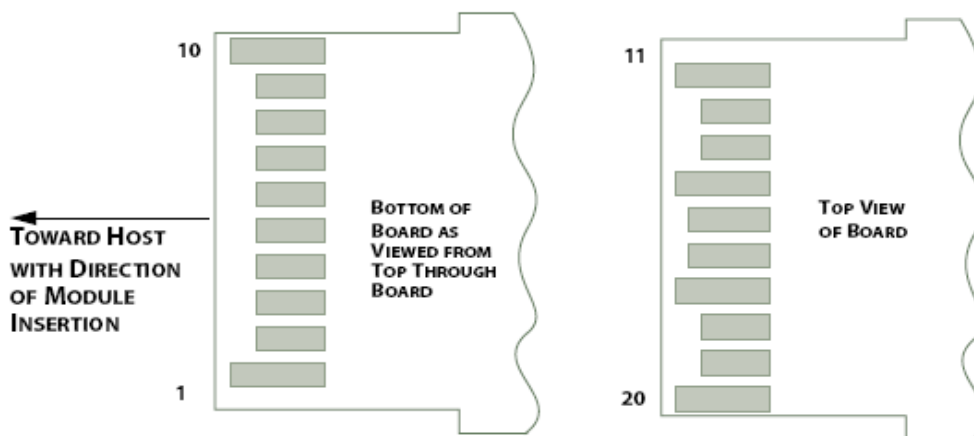 10
TOWARD HOST
WITH DIRECTION
OF MODULE
INSERTION
1
BOTTOM OF
BOARD AS
VIEWED FROM
TOP THROUGH
BOARD
11
TOP VIEW
OF BOARD
20